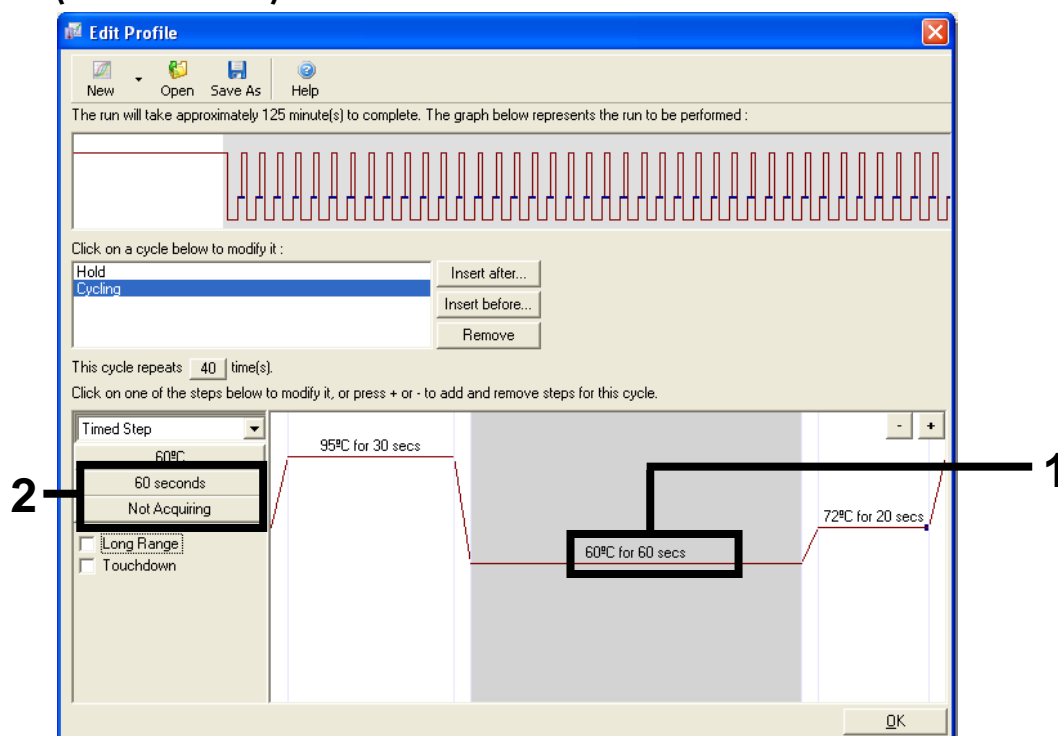 Edit Profile
New Open Save As Help
The run will take approximately 125 minute(s) to complete. The graph below represents the run to be performed :
Click on a cycle below to modify it :
Hold
Cycling
Insert after...
Insert before...
Remove
This cycle repeats 40 time(s).
Click on one of the steps below to modify it, or press + or - to add and remove steps for this cycle.
Timed Step
- +
95ºC for 30 secs
60ºC
60 seconds
Not Acquiring
2
1
72ºC for 20 secs
60ºC for 60 secs
Long Range
Touchdown
OK